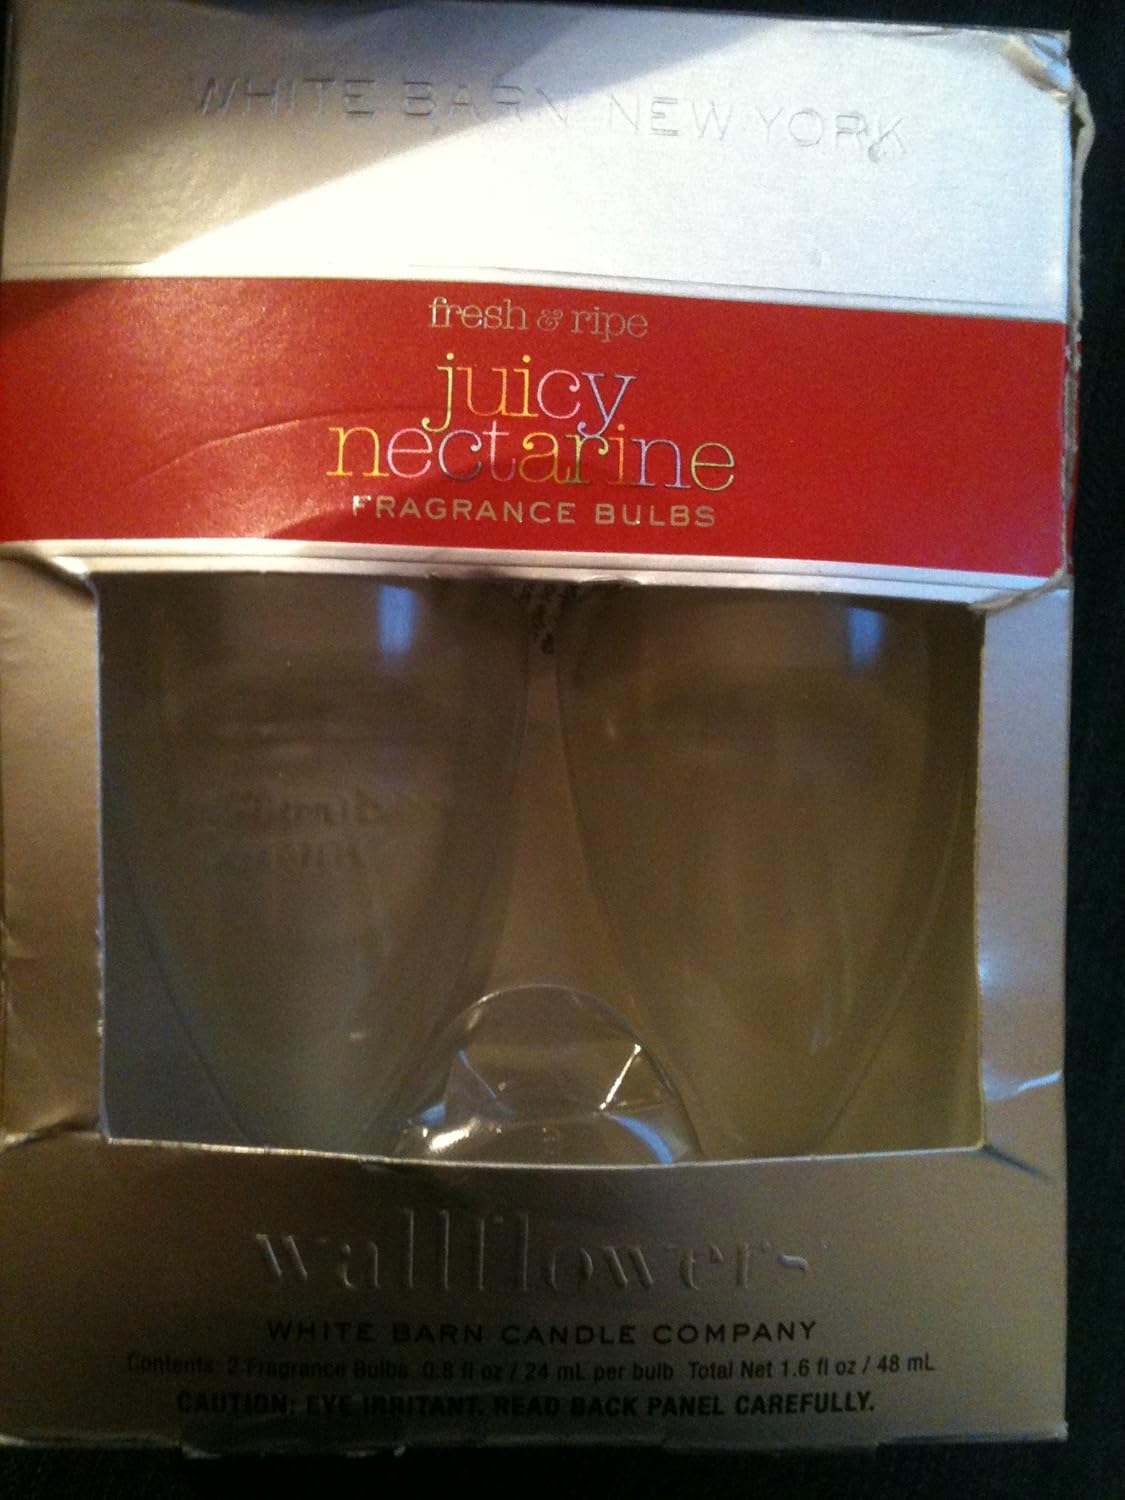 WHITE BARN NEW YORK
fresh & ripe
juicy
nectarine
FRAGRANCE BULBS
wallflowers
WHITE BARN CANDLE COMPANY
Contents: 2 Fragrance Bulbs 0.8 fl oz / 24 mL per bulb Total Net 1.6 fl oz / 48 mL
CAUTION: EYE IRRITANT. READ BACK PANEL CAREFULLY.